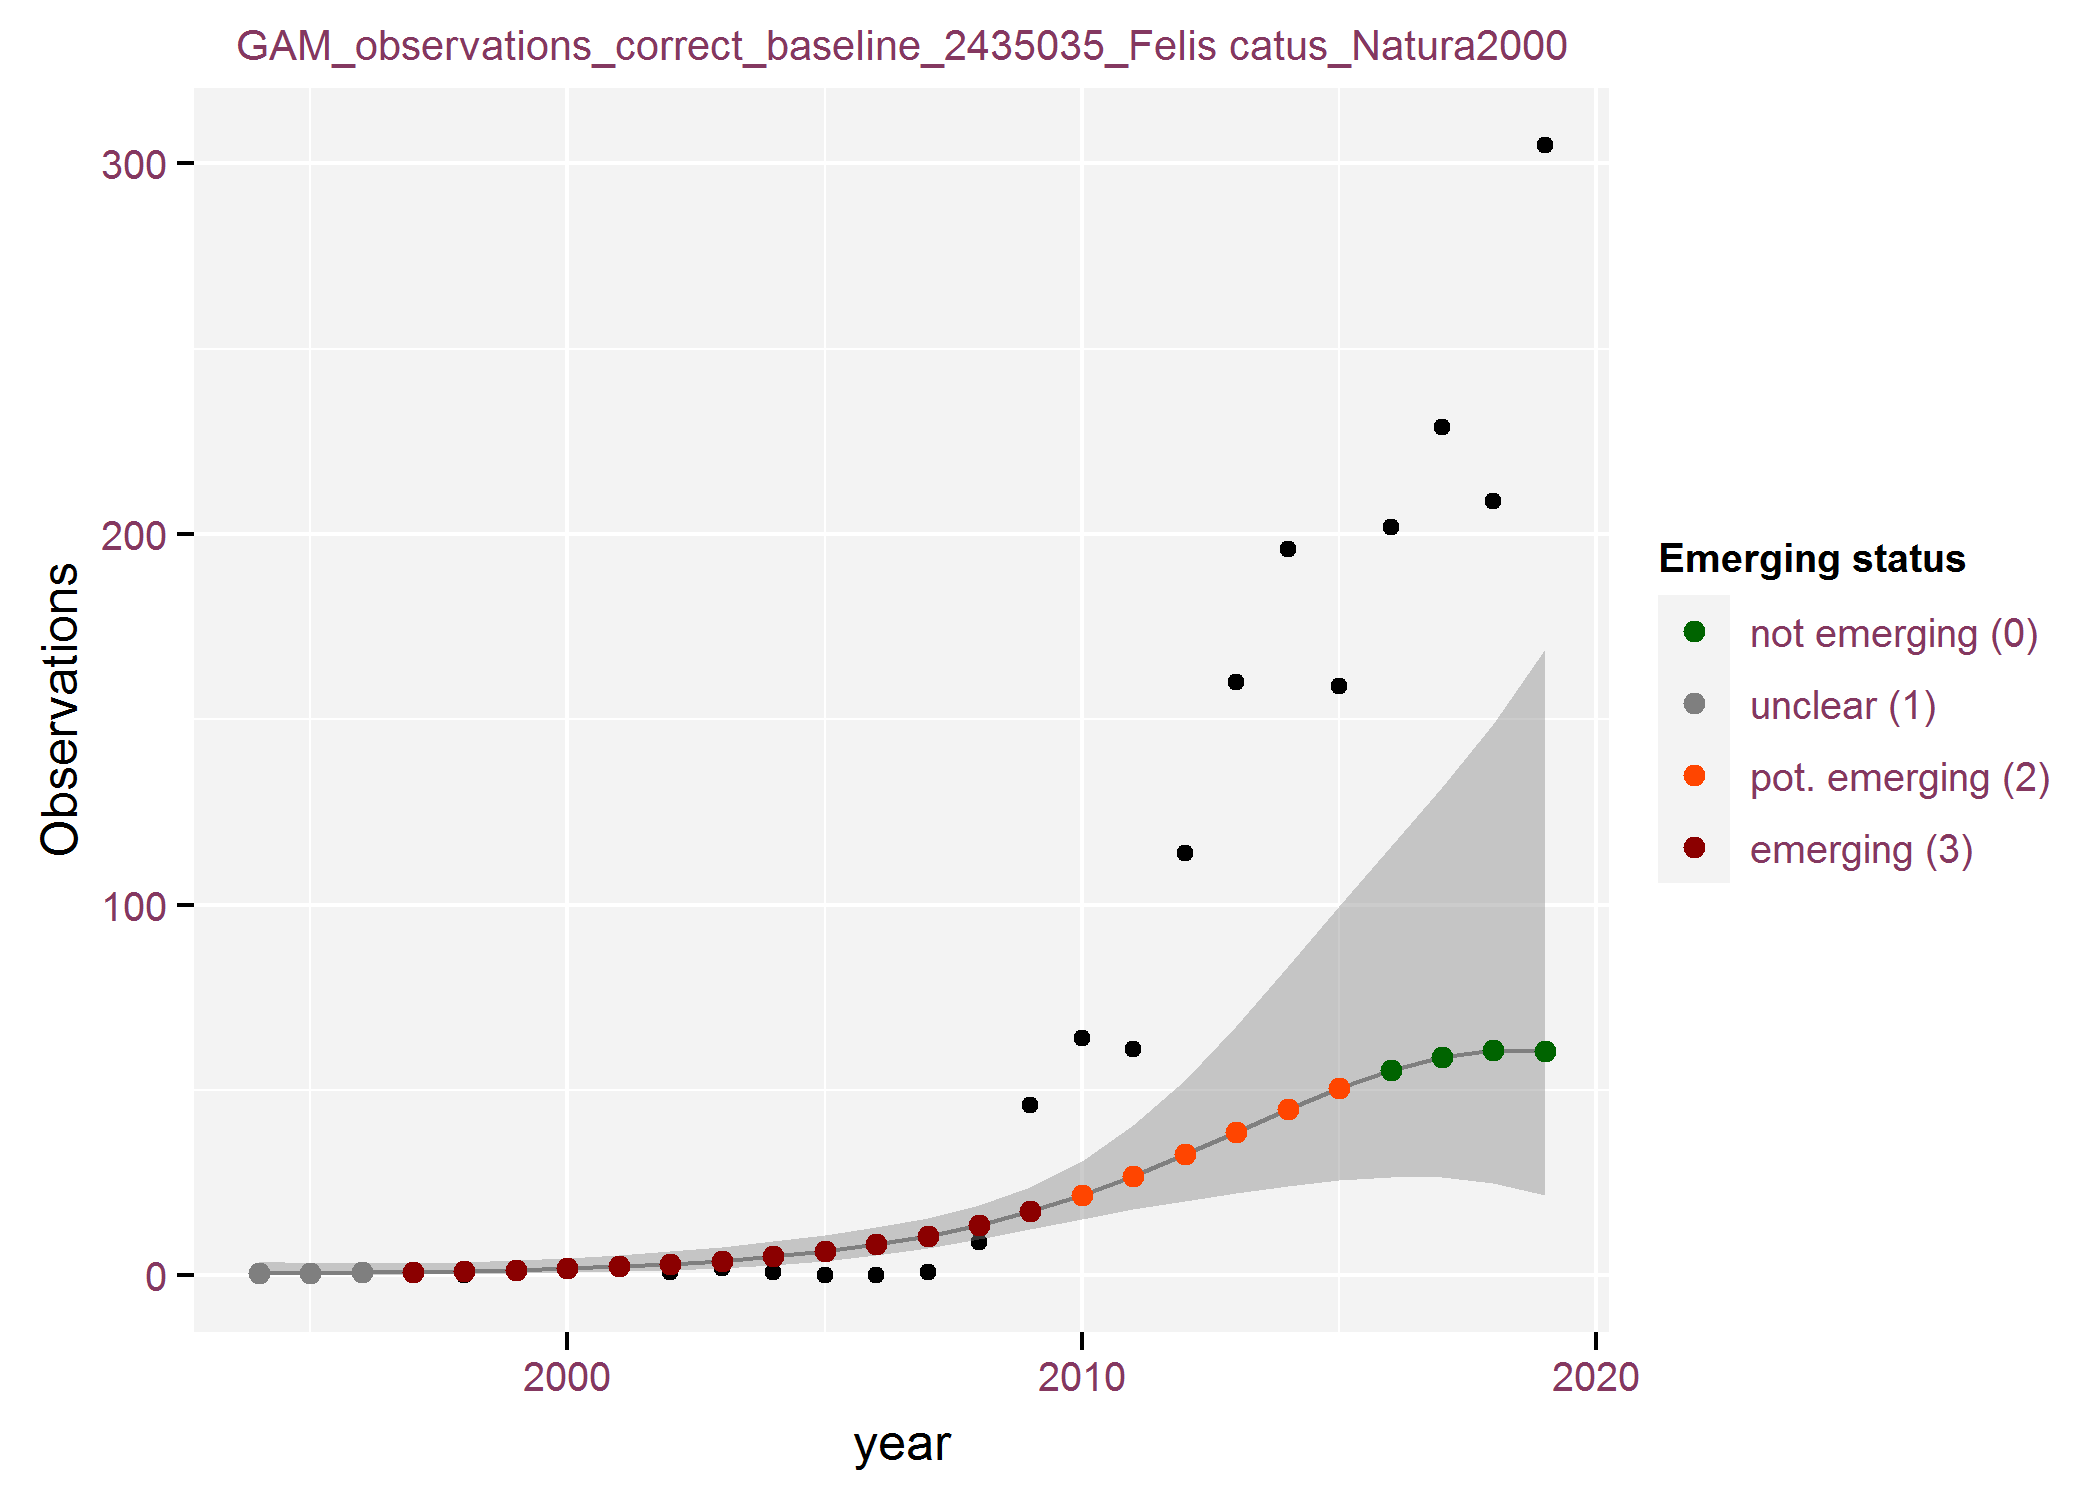 GAM_observations_correct_baseline_2435035_Felis catus_Natura2000
300
200
100
0
Observations
2000
2010
2020
year
Emerging status
not emerging (0)
unclear (1)
pot. emerging (2)
emerging (3)